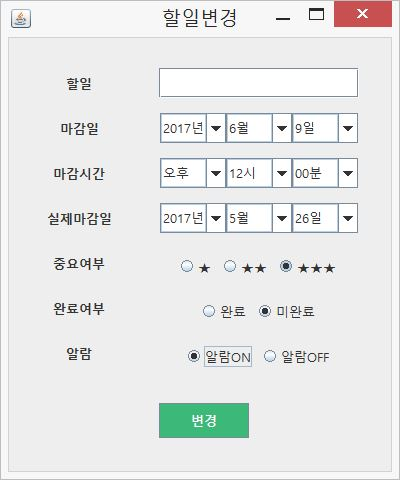 할일변경
할일
마감일 2017년 6월 9일
마감시간 오후 12시 00분
실제마감일 2017년 5월 26일
중요여부 ★ ★★ ★★★
완료여부 완료 미완료
알람 알람ON 알람OFF
변경